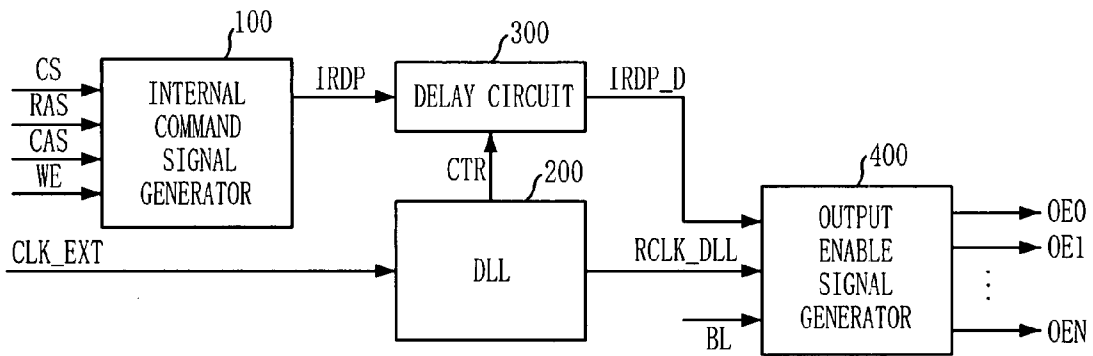 100
CS
RAS
CAS
WE
INTERNAL
COMMAND
SIGNAL
GENERATOR
IRDP
300
DELAY CIRCUIT
IRDP_D
CTR
200
CLK_EXT
DLL
RCLK_DLL
BL
400
OUTPUT
ENABLE
SIGNAL
GENERATOR
OE0
OE1
⋮
OEN